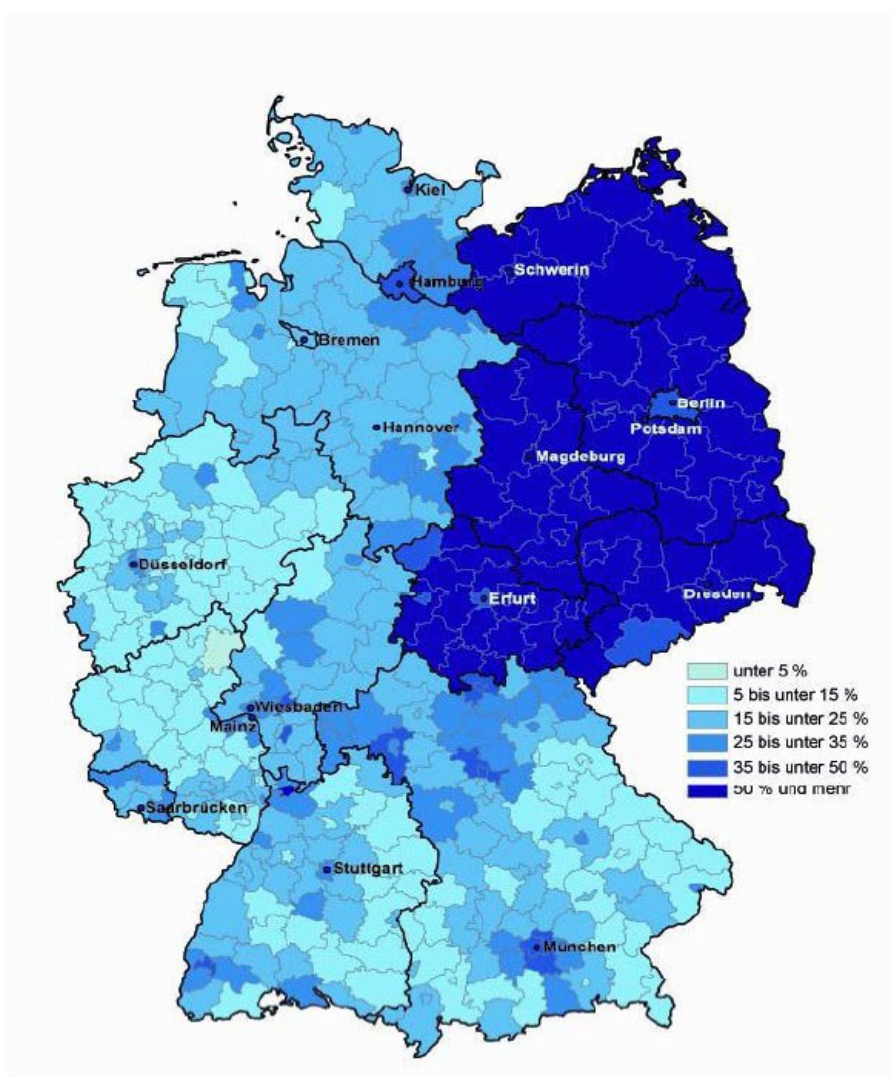 Kiel
Schwerin
Hamburg
Bremen
Berlin
Hannover
Potsdam
Magdeburg
Düsseldorf
Erfurt
Dresden
Wiesbaden
Mainz
Saarbrücken
Stuttgart
München
unter 5 %
5 bis unter 15 %
15 bis unter 25 %
25 bis unter 35 %
35 bis unter 50 %
50 % und mehr